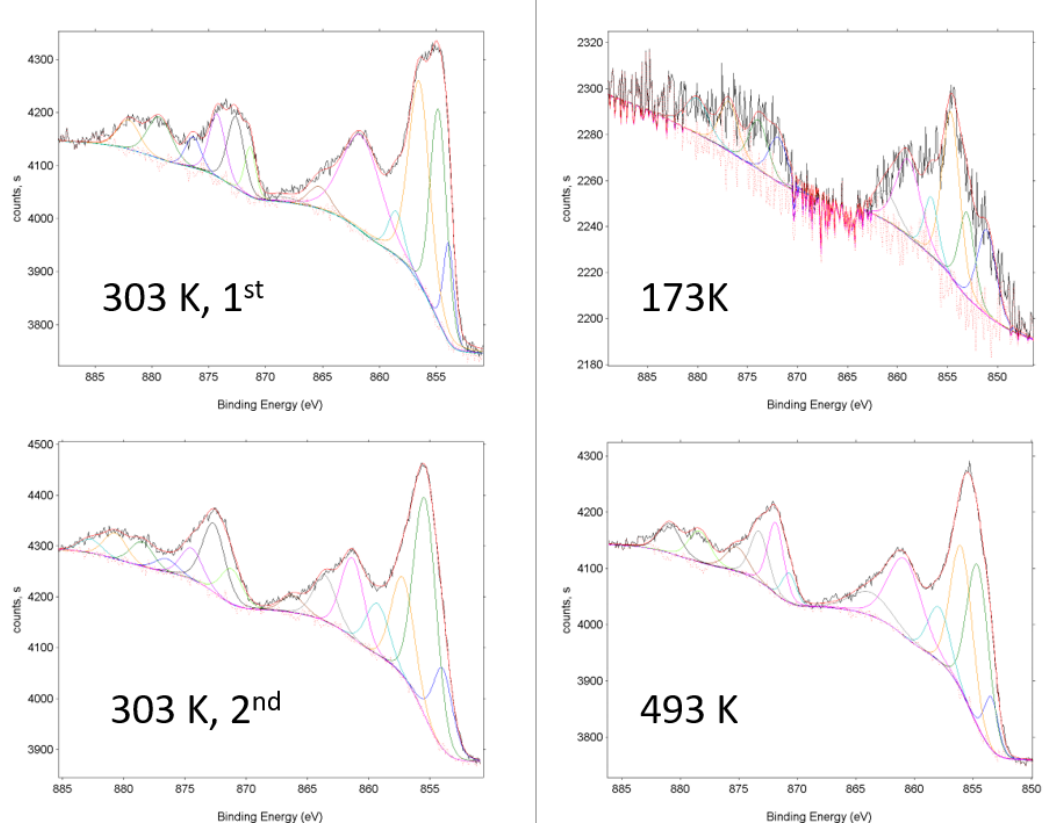 4300
4200
4100
4000
3900
3800
counts, s
303 K, 1st
885 880 875 870 865 860 855
Binding Energy (eV)
2320
2300
2280
2260
2240
2220
2200
2180
counts, s
173K
885 880 875 870 865 860 855 850
Binding Energy (eV)
4500
4400
4300
4200
4100
4000
3900
counts, s
303 K, 2nd
885 880 875 870 865 860 855
Binding Energy (eV)
4300
4200
4100
4000
3900
3800
counts, s
493 K
885 880 875 870 865 860 855 850
Binding Energy (eV)